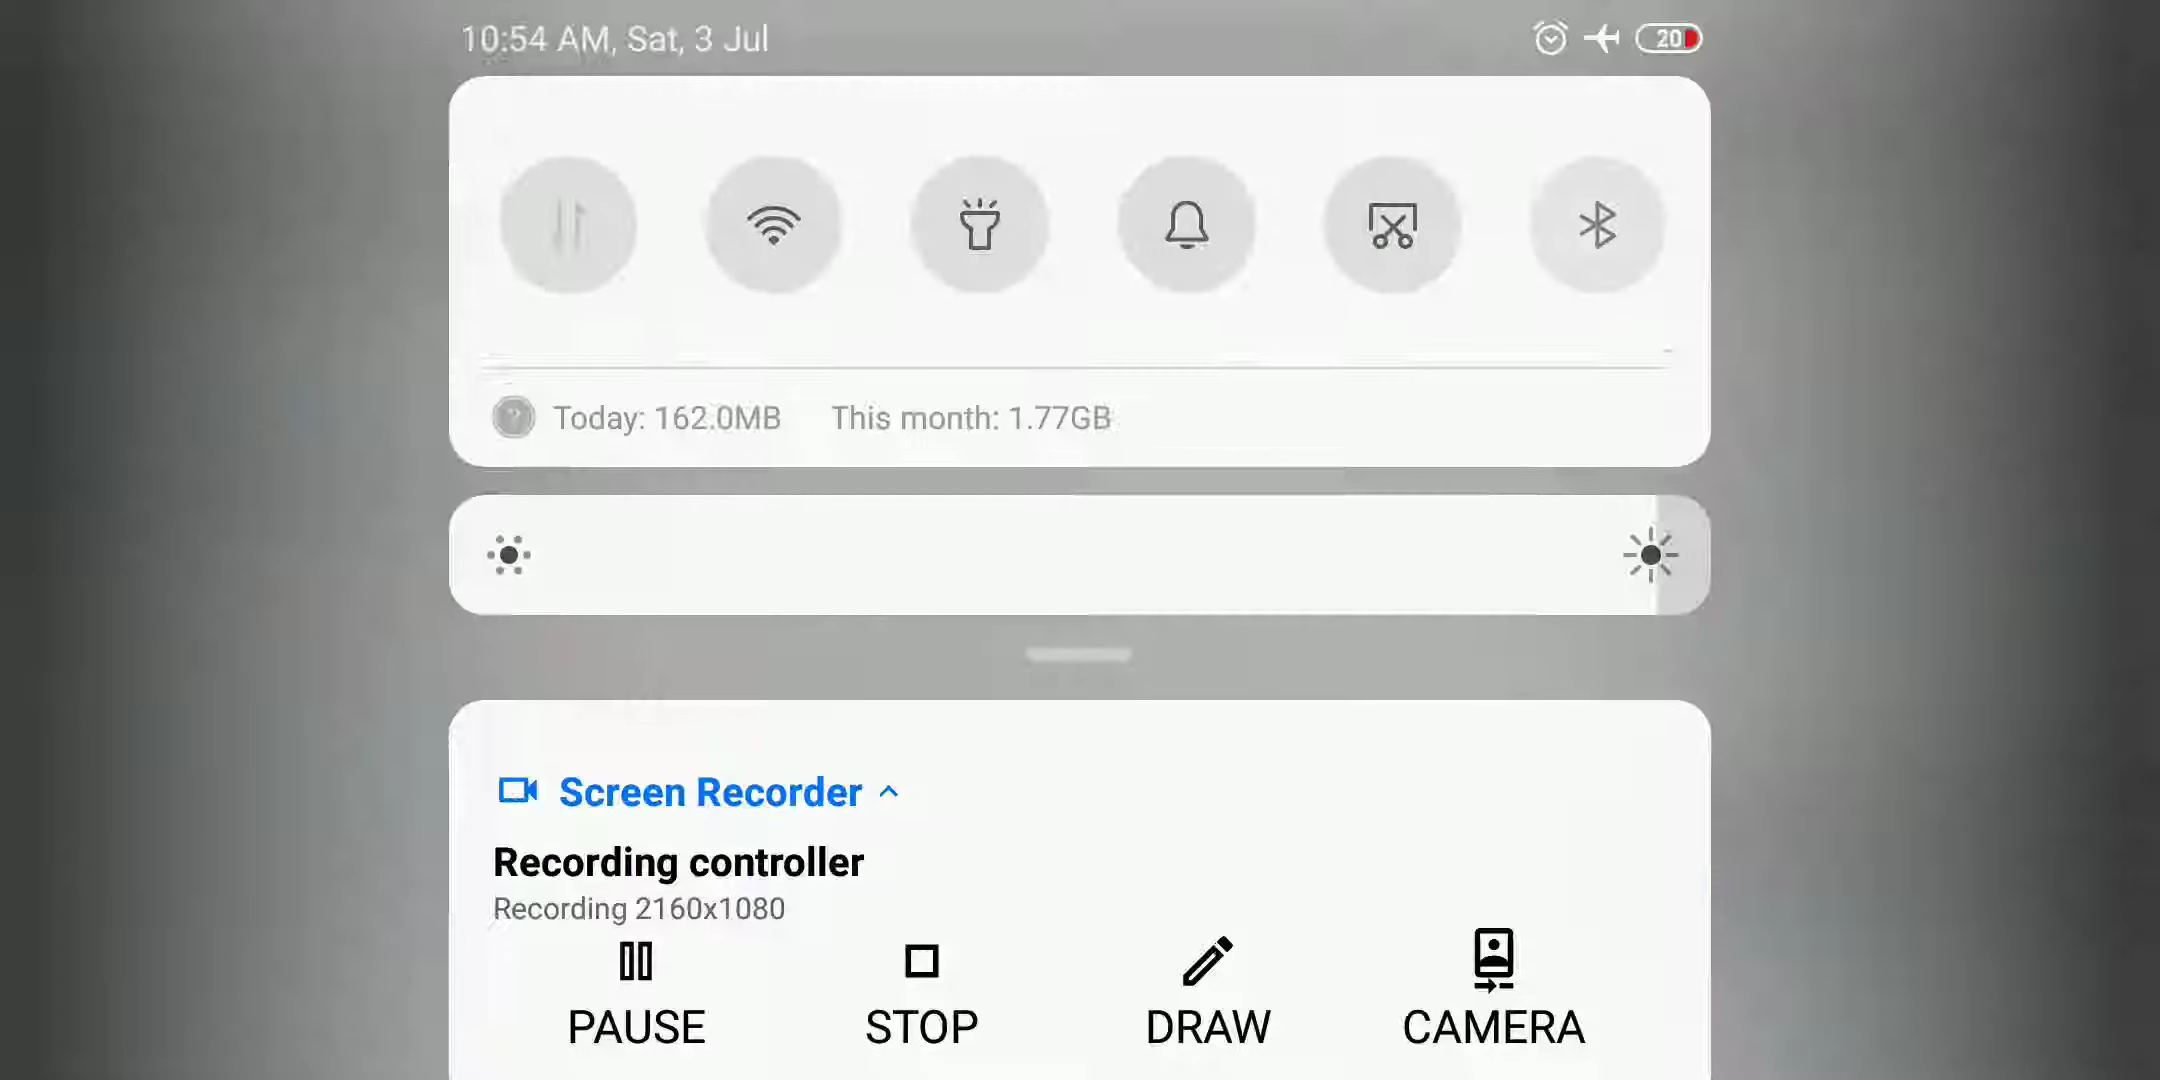 10:54 AM, Sat, 3 Jul
20
Today: 162.0MB This month: 1.77GB
Screen Recorder
Recording controller
Recording 2160x1080
PAUSE STOP DRAW CAMERA